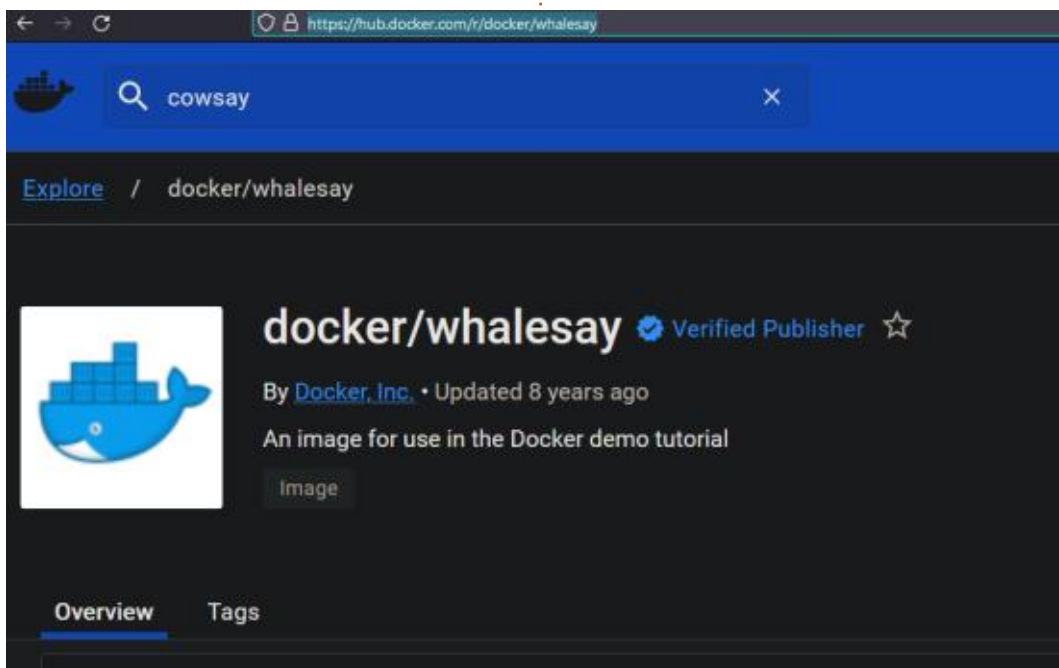 https://hub.docker.com/r/docker/whalesay
cowsay
Explore / docker/whalesay
docker/whalesay Verified Publisher
By Docker, Inc. • Updated 8 years ago
An image for use in the Docker demo tutorial
Image
Overview Tags